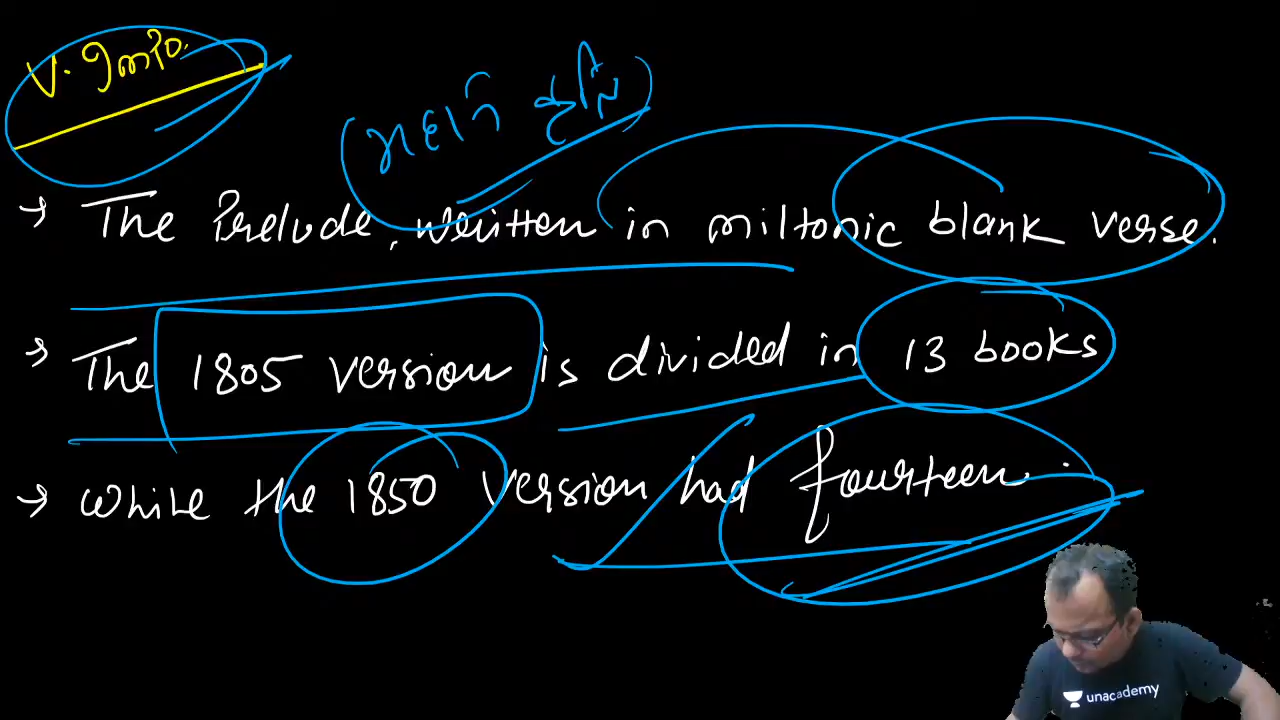 V. Imp.
→ The Prelude, written in miltonic blank verse.
→ The 1805 version is divided in 13 books
→ While the 1850 version had fourteen.
unacademy